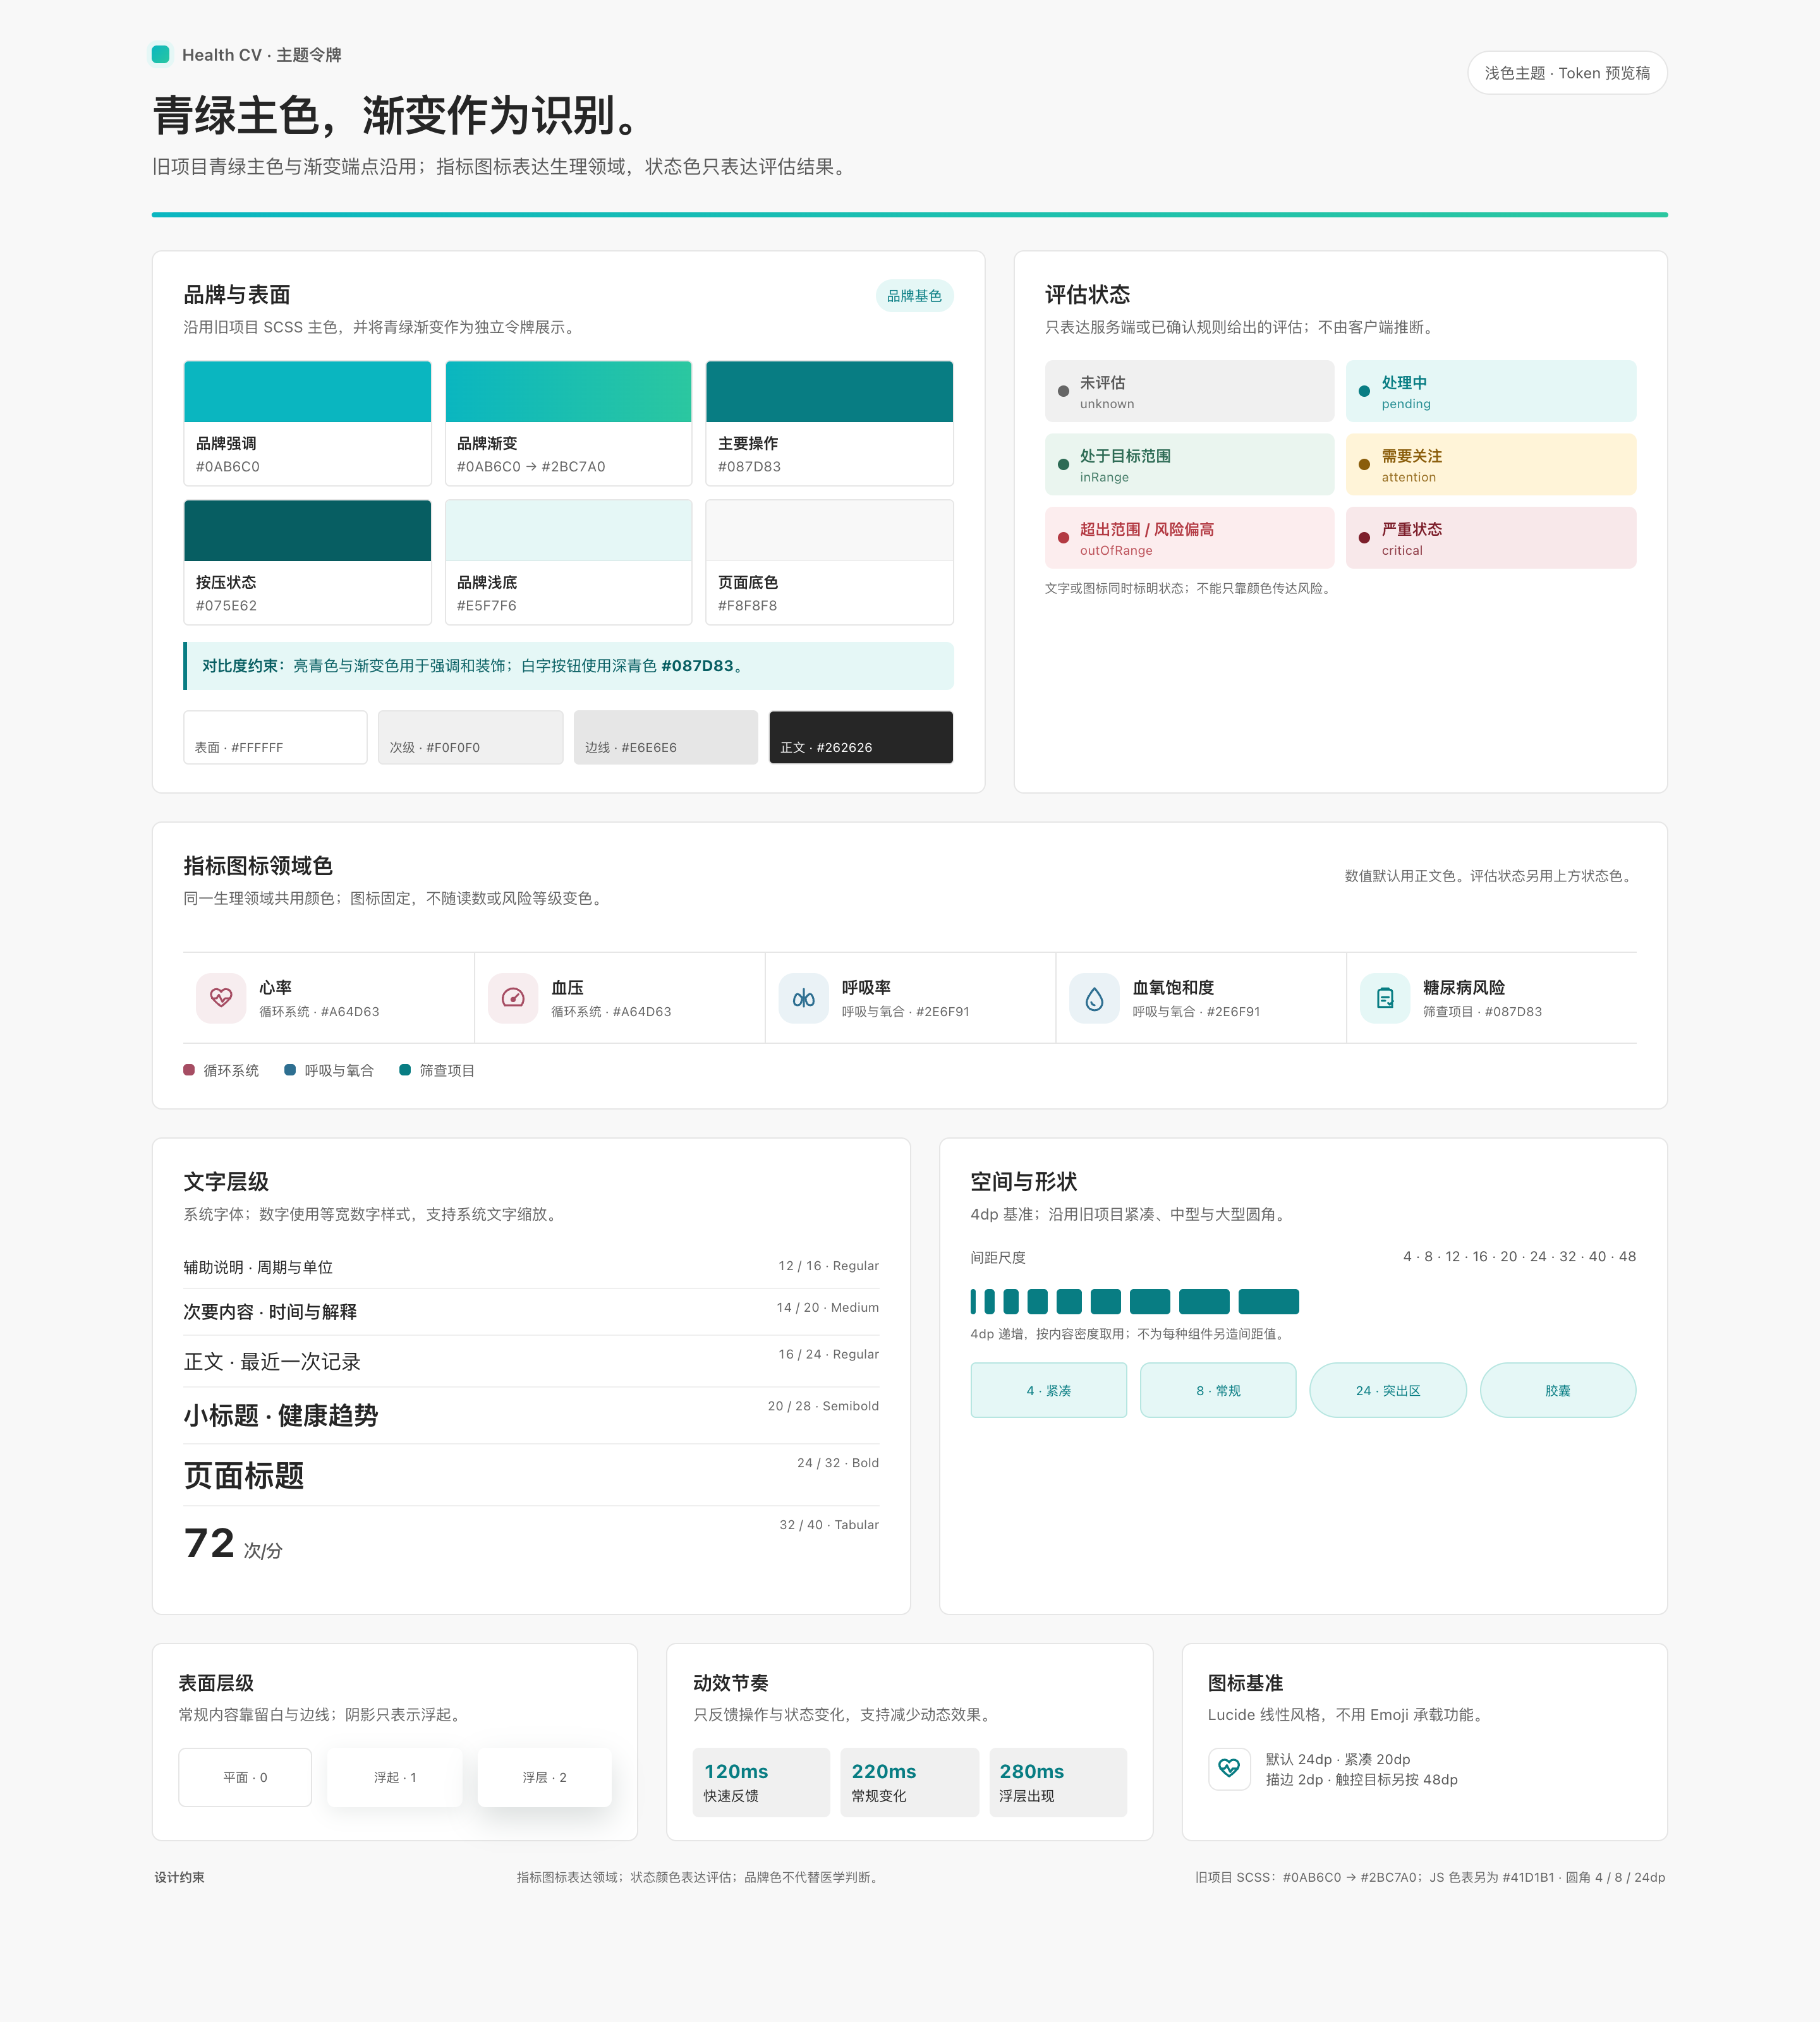 Health CV · 主题令牌
浅色主题 · Token 预览稿
青绿主色，渐变作为识别。
旧项目青绿主色与渐变端点沿用；指标图标表达生理领域，状态色只表达评估结果。
品牌与表面
品牌基色
沿用旧项目 SCSS 主色，并将青绿渐变作为独立令牌展示。
品牌强调
#0AB6C0
品牌渐变
#0AB6C0 → #2BC7A0
主要操作
#087D83
按压状态
#075E62
品牌浅底
#E5F7F6
页面底色
#F8F8F8
对比度约束：亮青色与渐变色用于强调和装饰；白字按钮使用深青色 #087D83。
表面 · #FFFFFF
次级 · #F0F0F0
边线 · #E6E6E6
正文 · #262626
评估状态
只表达服务端或已确认规则给出的评估；不由客户端推断。
未评估
unknown
处理中
pending
处于目标范围
inRange
需要关注
attention
超出范围 / 风险偏高
outOfRange
严重状态
critical
文字或图标同时标明状态；不能只靠颜色传达风险。
指标图标领域色
同一生理领域共用颜色；图标固定，不随读数或风险等级变色。
数值默认用正文色。评估状态另用上方状态色。
心率
循环系统 · #A64D63
血压
循环系统 · #A64D63
呼吸率
呼吸与氧合 · #2E6F91
血氧饱和度
呼吸与氧合 · #2E6F91
糖尿病风险
筛查项目 · #087D83
循环系统
呼吸与氧合
筛查项目
文字层级
系统字体；数字使用等宽数字样式，支持系统文字缩放。
辅助说明 · 周期与单位
12 / 16 · Regular
次要内容 · 时间与解释
14 / 20 · Medium
正文 · 最近一次记录
16 / 24 · Regular
小标题 · 健康趋势
20 / 28 · Semibold
页面标题
24 / 32 · Bold
72 次/分
32 / 40 · Tabular
空间与形状
4dp 基准；沿用旧项目紧凑、中型与大型圆角。
间距尺度
4 · 8 · 12 · 16 · 20 · 24 · 32 · 40 · 48
4dp 递增，按内容密度取用；不为每种组件另造间距值。
4 · 紧凑
8 · 常规
24 · 突出区
胶囊
表面层级
常规内容靠留白与边线；阴影只表示浮起。
平面 · 0
浮起 · 1
浮层 · 2
动效节奏
只反馈操作与状态变化，支持减少动态效果。
120ms
快速反馈
220ms
常规变化
280ms
浮层出现
图标基准
Lucide 线性风格，不用 Emoji 承载功能。
默认 24dp · 紧凑 20dp
描边 2dp · 触控目标另按 48dp
设计约束
指标图标表达领域；状态颜色表达评估；品牌色不代替医学判断。
旧项目 SCSS：#0AB6C0 → #2BC7A0；JS 色表另为 #41D1B1 · 圆角 4 / 8 / 24dp